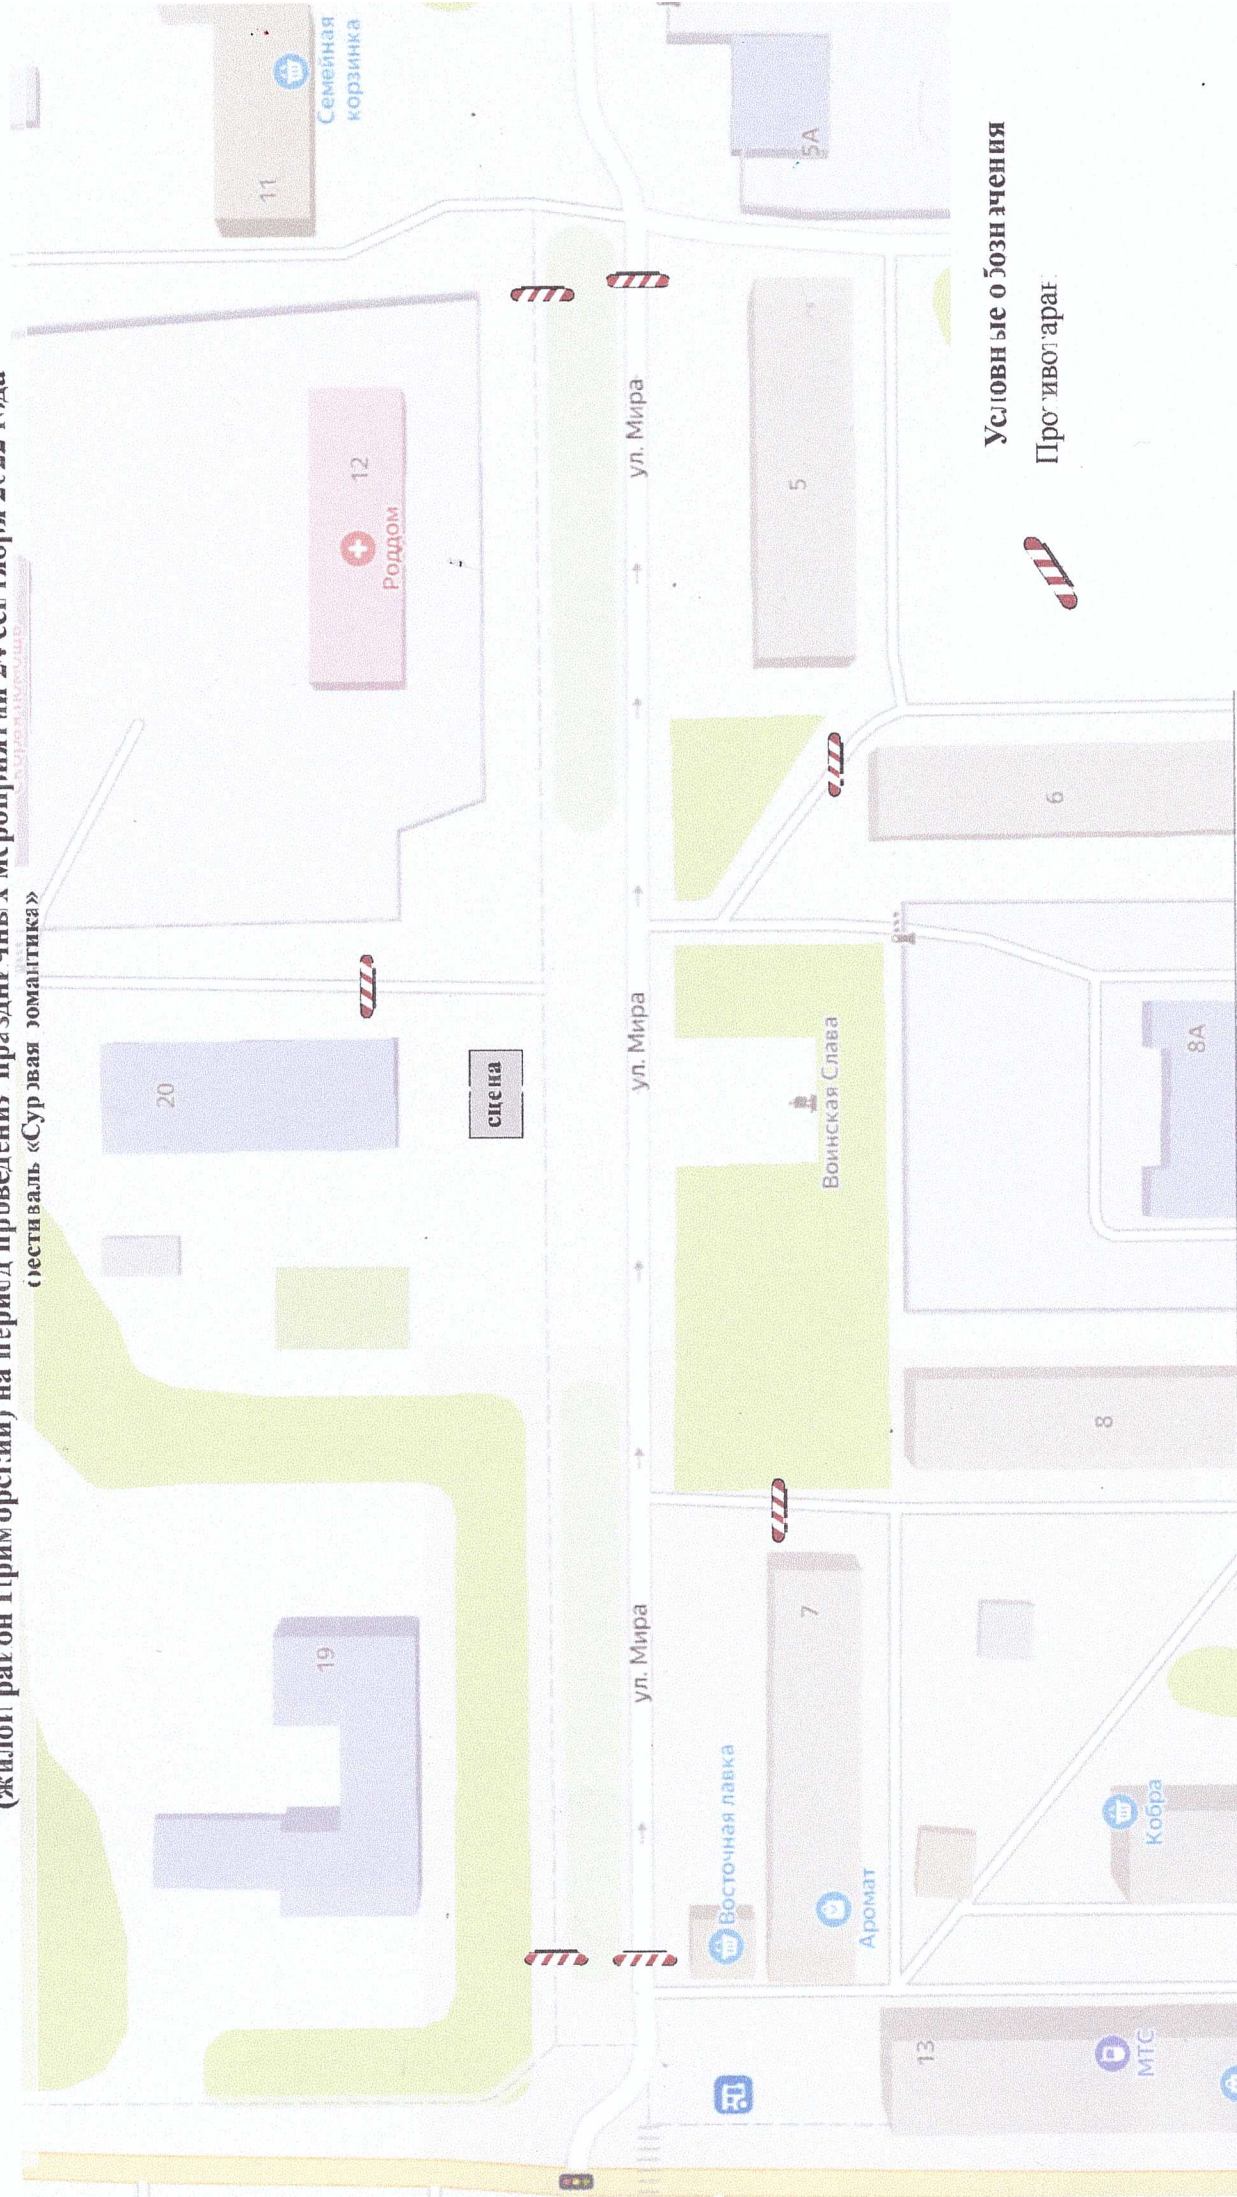 (жилой район Приморский) на период проведения праздничных мероприятий 24 сентября 2022 года
фестиваль «Суровая романтика»
Семейная
корзинка
11
5А
12
Роддом
ул. Мира
5
20
сцена
ул. Мира
Воинская Слава
6
8А
8
19
ул. Мира
7
Восточная лавка
Аромат
Кобра
13
МТС
Условные обозначения
Противотаран